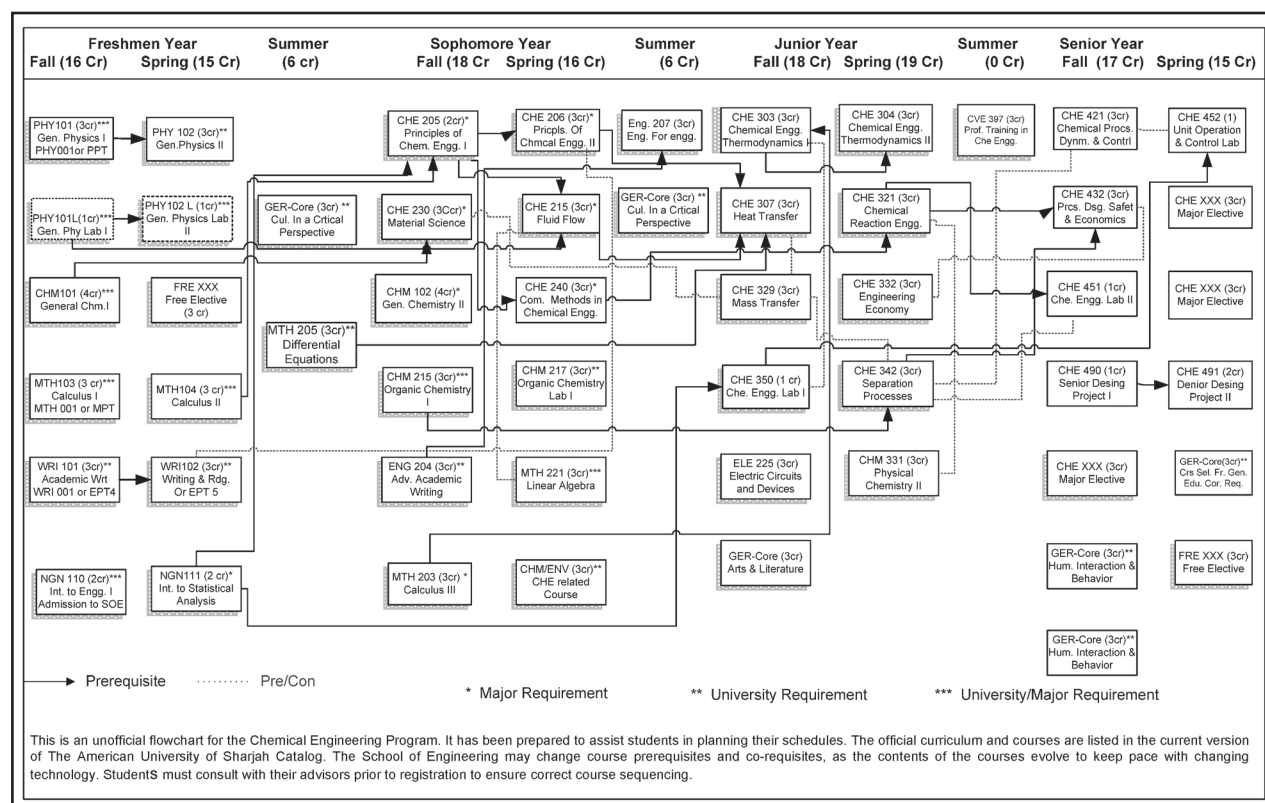 Freshmen Year
Fall (16 Cr) Spring (15 Cr)
Summer
(6 cr)
Sophomore Year
Fall (18 Cr Spring (16 Cr)
Summer
(6 Cr)
Junior Year
Fall (18 Cr) Spring (19 Cr)
Summer
(0 Cr)
Senior Year
Fall (17 Cr) Spring (15 Cr)
PHY101 (3cr)***
Gen. Physics I
PHY001or PPT
PHY 102 (3cr)**
Gen.Physics II
CHE 205 (2cr)*
Principles of
Chem. Engg. I
CHE 206 (3cr)*
Pricpls. Of
Chmcal Engg. II
Eng. 207 (3cr)
Eng. For engg.
CHE 303 (3cr)
Chemical Engg.
Thermodynamics I
CHE 304 (3cr)
Chemical Engg.
Thermodynamics II
CVE 397 (3cr)
Prof. Training in
Che Engg.
CHE 421 (3cr)
Chemical Procs.
Dynm. & Contrl
CHE 452 (1)
Unit Operation
& Control Lab
PHY101L(1cr)***
Gen. Phy Lab I
PHY102 L (1cr)***
Gen. Physics Lab
II
GER-Core (3cr) **
Cul. In a Crtical
Perspective
CHE 230 (3Ccr)*
Material Science
CHE 215 (3cr)*
Fluid Flow
GER-Core (3cr) **
Cul. In a Crtical
Perspective
CHE 307 (3cr)
Heat Transfer
CHE 321 (3cr)
Chemical
Reaction Engg.
CHE 432 (3cr)
Prcs. Dsg. Safet
& Economics
CHE XXX (3cr)
Major Elective
CHM101 (4cr)***
General Chm.I
FRE XXX
Free Elective
(3 cr)
MTH 205 (3cr)**
Differential
Equations
CHM 102 (4cr)*
Gen. Chemistry II
CHE 240 (3cr)*
Com. Methods in
Chemical Engg.
CHE 329 (3cr)
Mass Transfer
CHE 332 (3cr)
Engineering
Economy
CHE 451 (1cr)
Che. Engg. Lab II
CHE XXX (3cr)
Major Elective
MTH103 (3 cr)***
Calculus I
MTH 001 or MPT
MTH104 (3 cr)***
Calculus II
CHM 215 (3cr)***
Organic Chemistry
I
CHM 217 (3cr)**
Organic Chemistry
Lab I
CHE 350 (1 cr)
Che. Engg. Lab I
CHE 342 (3cr)
Separation
Processes
CHE 490 (1cr)
Senior Desing
Project I
CHE 491 (2cr)
Denior Desing
Project II
WRI 101 (3cr)**
Academic Wrt
WRI 001 or EPT4
WRI102 (3cr)**
Writing & Rdg.
Or EPT 5
ENG 204 (3cr)**
Adv. Academic
Writing
MTH 221 (3cr)***
Linear Algebra
ELE 225 (3cr)
Electric Circuits
and Devices
CHM 331 (3cr)
Physical
Chemistry II
CHE XXX (3cr)
Major Elective
GER-Core(3cr)**
Crs Sel. Fr. Gen.
Edu. Cor. Req.
NGN 110 (2cr)***
Int. to Engg. I
Admission to SOE
NGN111 (2 cr)*
Int. to Statistical
Analysis
MTH 203 (3cr) *
Calculus III
CHM/ENV (3cr)**
CHE related
Course
GER-Core (3cr)
Arts & Literature
GER-Core (3cr)**
Hum. Interaction &
Behavior
FRE XXX (3cr)
Free Elective
GER-Core (3cr)**
Hum. Interaction &
Behavior
Prerequisite Pre/Con
* Major Requirement ** University Requirement *** University/Major Requirement
This is an unofficial flowchart for the Chemical Engineering Program. It has been prepared to assist students in planning their schedules. The official curriculum and courses are listed in the current version
of The American University of Sharjah Catalog. The School of Engineering may change course prerequisites and co-requisites, as the contents of the courses evolve to keep pace with changing
technology. Students must consult with their advisors prior to registration to ensure correct course sequencing.